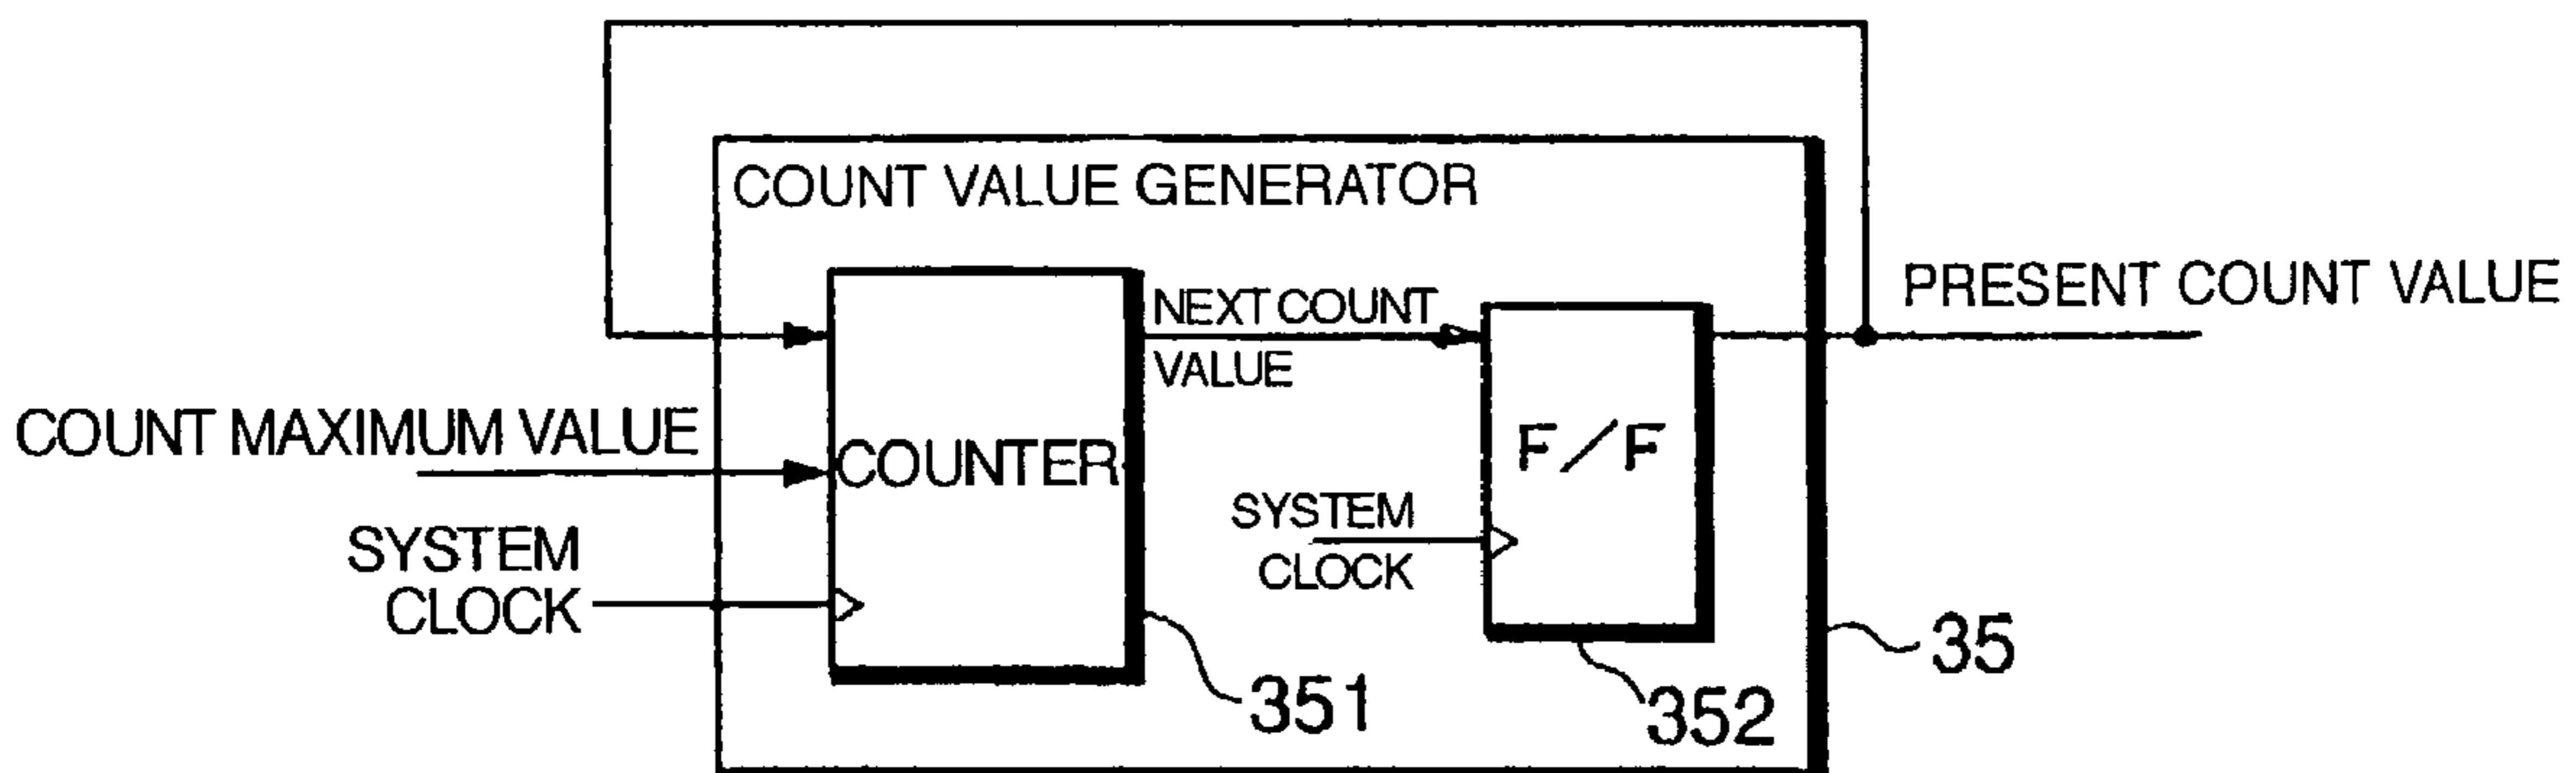 COUNT VALUE GENERATOR
PRESENT COUNT VALUE
NEXT COUNT
VALUE
COUNT MAXIMUM VALUE
COUNTER
F/F
SYSTEM
CLOCK
SYSTEM
CLOCK
35
351
352